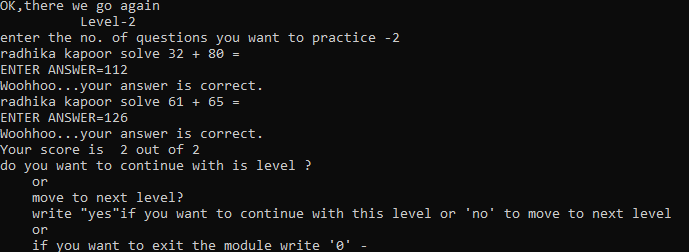 OK,there we go again
Level-2
enter the no. of questions you want to practice -2
radhika kapoor solve 32 + 80 =
ENTER ANSWER=112
Woohhoo...your answer is correct.
radhika kapoor solve 61 + 65 =
ENTER ANSWER=126
Woohhoo...your answer is correct.
Your score is  2 out of 2
do you want to continue with is level ?
or
move to next level?
write "yes"if you want to continue with this level or 'no' to move to next level
or
if you want to exit the module write '0' -